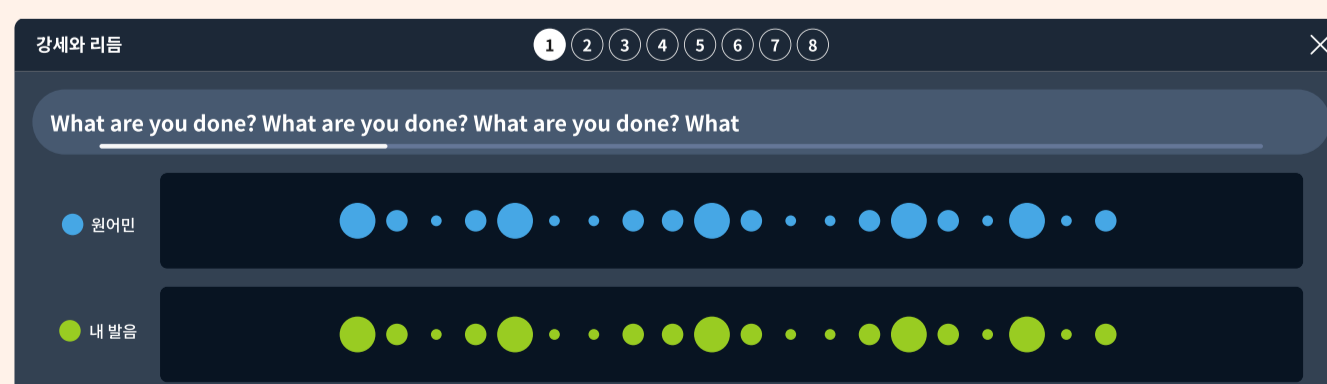 강세와 리듬
1 2 3 4 5 6 7 8
What are you done? What are you done? What are you done? What
원어민
내 발음